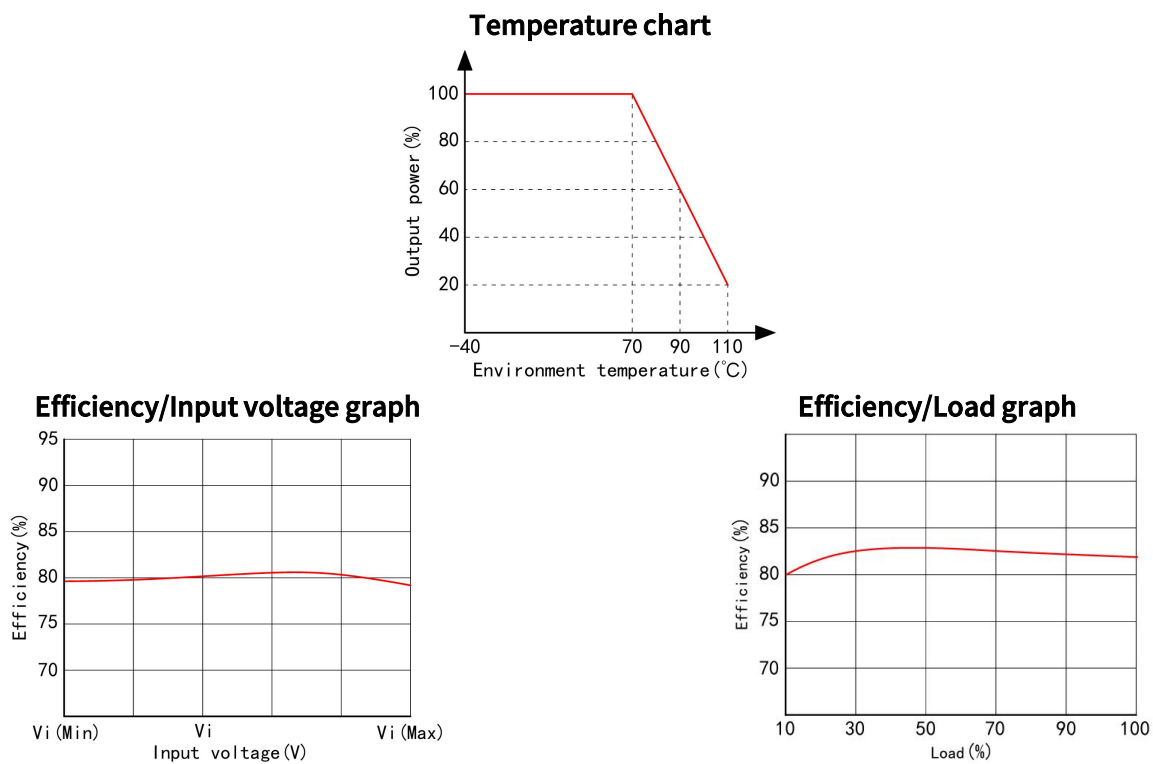 Temperature chart
100
80
60
40
20
Output power(%)
-40 70 90 110
Environment temperature(℃)
Efficiency/Input voltage graph
95
90
85
80
75
70
Efficiency(%)
Vi(Min) Vi Vi(Max)
Input voltage(V)
Efficiency/Load graph
90
85
80
75
70
Efficiency(%)
10 30 50 70 90 100
Load(%)